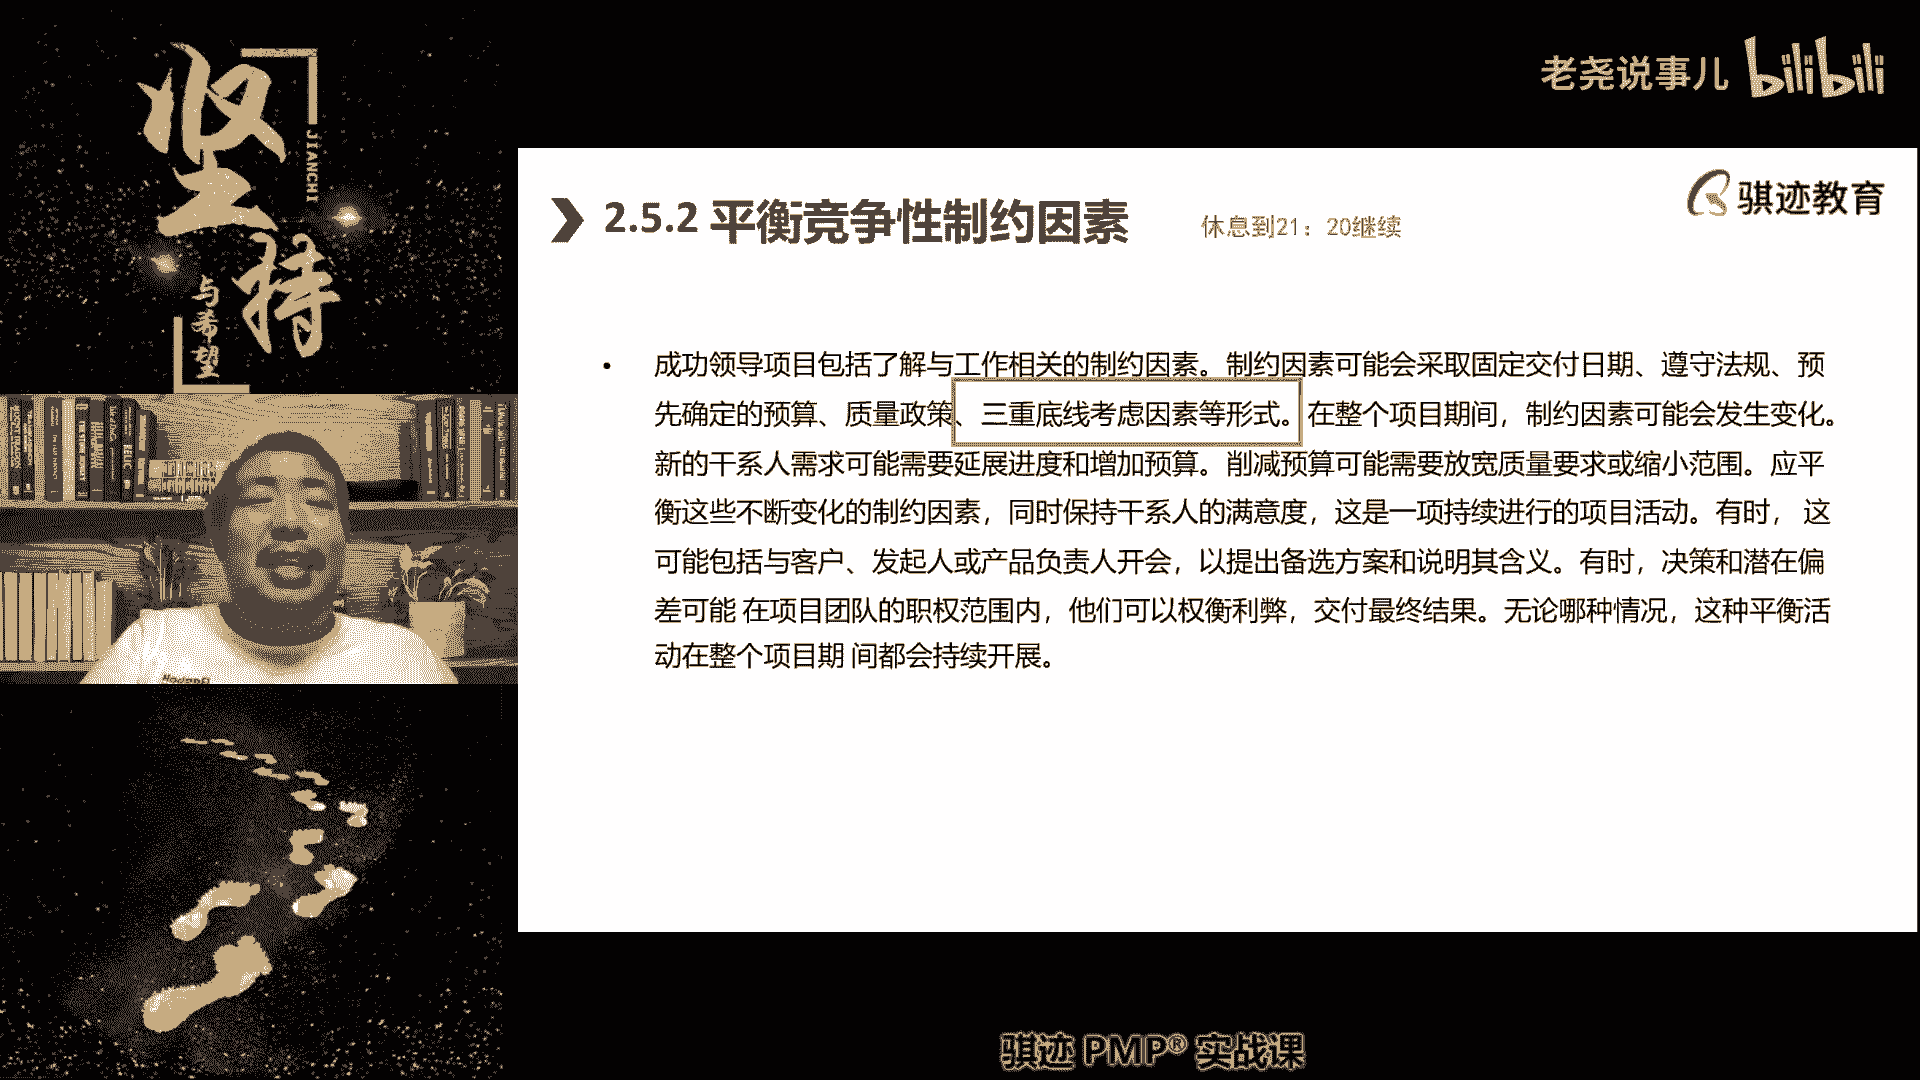 坚持
JIANCHI
与希望
老尧说事儿 bilibili
骐迹教育
2.5.2 平衡竞争性制约因素
休息到21：20继续
• 成功领导项目包括了解与工作相关的制约因素。制约因素可能会采取固定交付日期、遵守法规、预
先确定的预算、质量政策、三重底线考虑因素等形式。在整个项目期间，制约因素可能会发生变化。
新的干系人需求可能需要延展进度和增加预算。削减预算可能需要放宽质量要求或缩小范围。应平
衡这些不断变化的制约因素，同时保持干系人的满意度，这是一项持续进行的项目活动。有时， 这
可能包括与客户、发起人或产品负责人开会，以提出备选方案和说明其含义。有时，决策和潜在偏
差可能 在项目团队的职权范围内，他们可以权衡利弊，交付最终结果。无论哪种情况，这种平衡活
动在整个项目期 间都会持续开展。
骐迹 PMP® 实战课